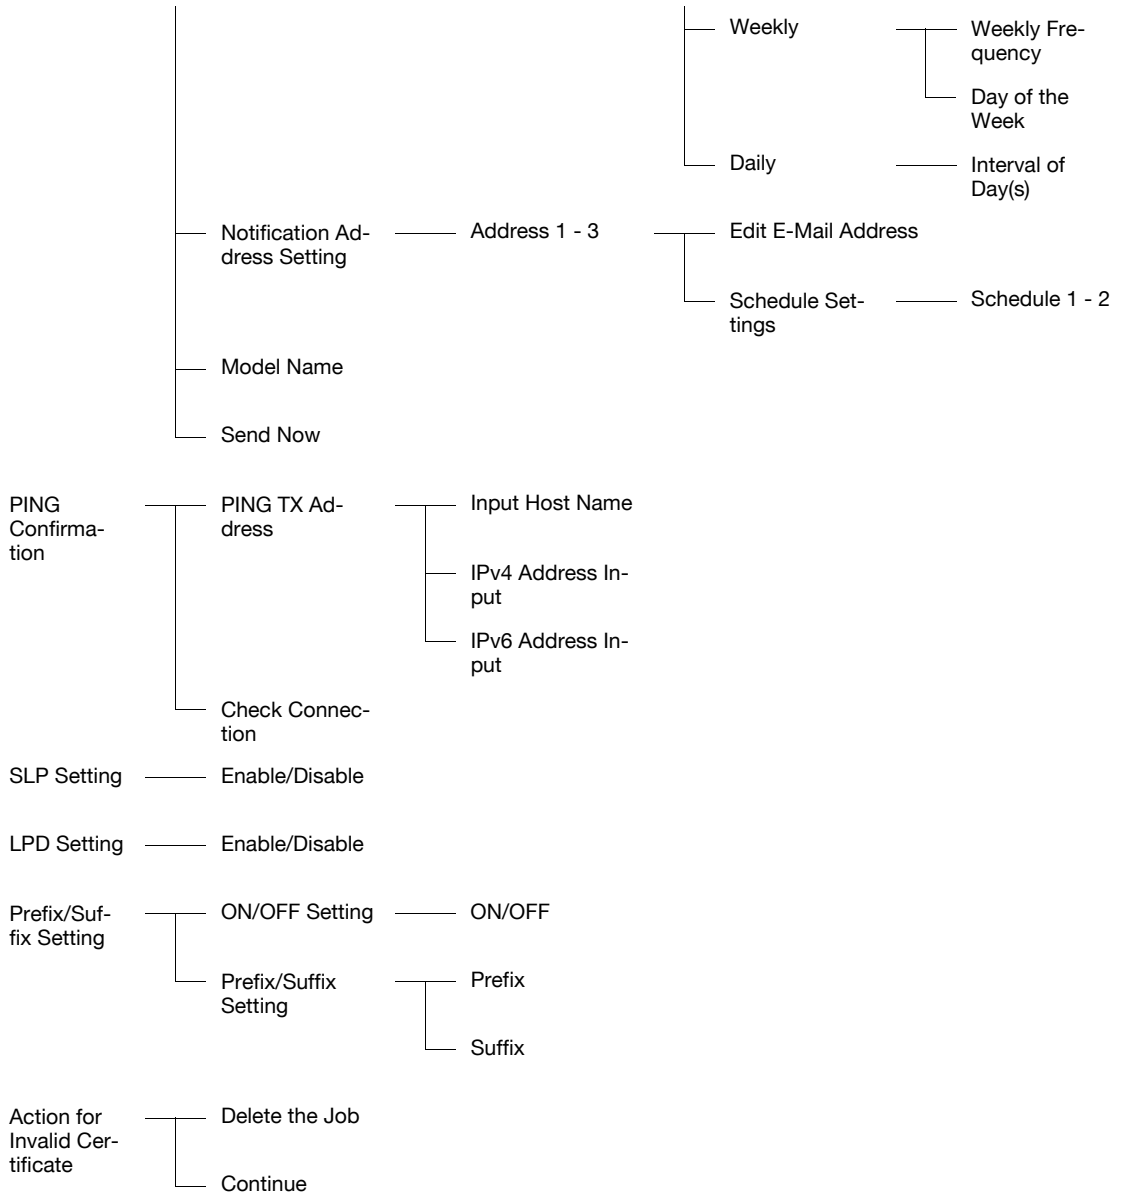 Weekly
Weekly Fre-
quency
Day of the
Week
Daily
Interval of
Day(s)
Notification Ad-
dress Setting
Address 1 - 3
Edit E-Mail Address
Schedule Set-
tings
Schedule 1 - 2
Model Name
Send Now
PING
Confirma-
tion
PING TX Ad-
dress
Input Host Name
IPv4 Address In-
put
IPv6 Address In-
put
Check Connec-
tion
SLP Setting
Enable/Disable
LPD Setting
Enable/Disable
Prefix/Suf-
fix Setting
ON/OFF Setting
ON/OFF
Prefix/Suffix
Setting
Prefix
Suffix
Action for
Invalid Cer-
tificate
Delete the Job
Continue